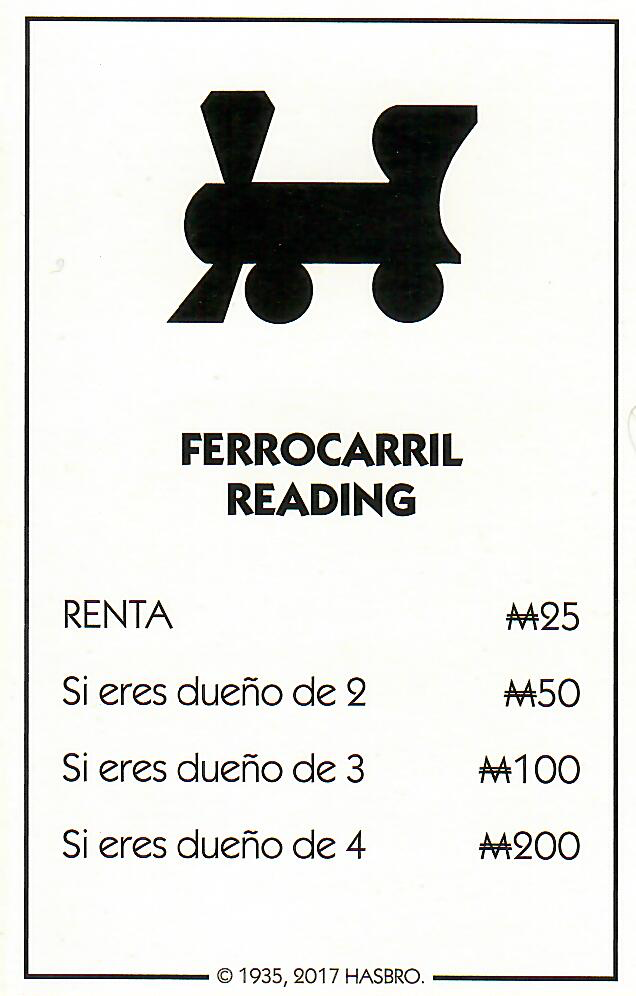 FERROCARRIL
READING
RENTA ₩25
Si eres dueño de 2 ₩50
Si eres dueño de 3 ₩100
Si eres dueño de 4 ₩200
© 1935, 2017 HASBRO.